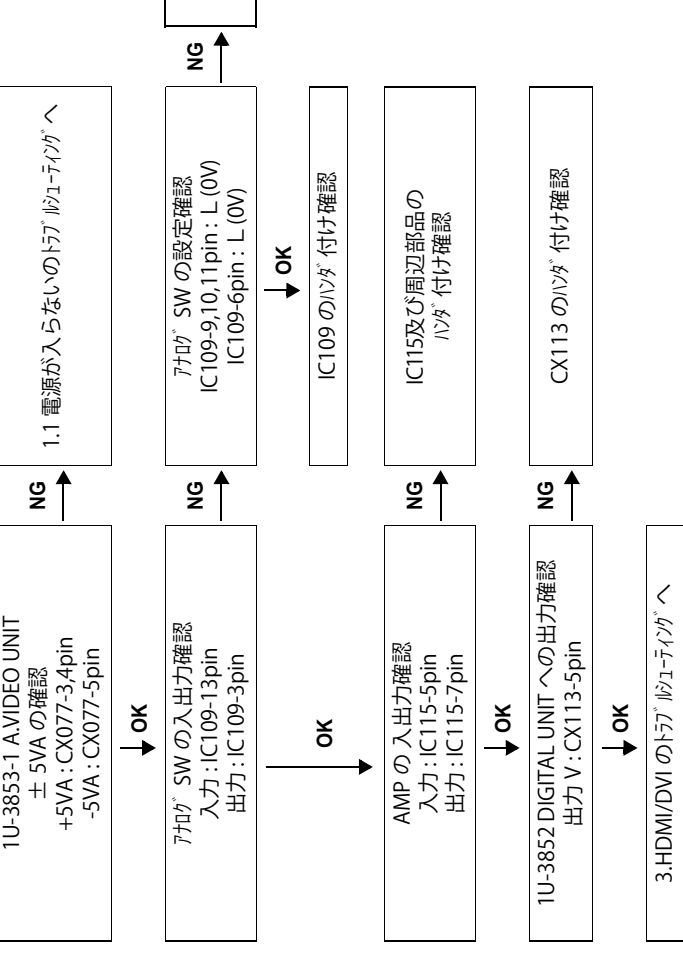 1U-3853-1 A.VIDEO UNIT
± 5VA の確認
+5VA : CX077-3,4pin
-5VA : CX077-5pin
NG
1.1 電源が入らないのﾄﾗﾌﾞﾙｼｭｰﾃｨﾝｸﾞへ
OK
ｱﾅﾛｸﾞ SW の入出力確認
入力 : IC109-13pin
出力 : IC109-3pin
NG
ｱﾅﾛｸﾞ SW の設定確認
IC109-9,10,11pin : L (0V)
IC109-6pin : L (0V)
NG
OK
IC109 のﾊﾝﾀﾞ付け確認
OK
AMP の 入出力確認
入力 : IC115-5pin
出力 : IC115-7pin
NG
IC115及び周辺部品の
ﾊﾝﾀﾞ付け確認
OK
1U-3852 DIGITAL UNIT への出力確認
出力 V : CX113-5pin
NG
CX113 のﾊﾝﾀﾞ付け確認
OK
3.HDMI/DVI のﾄﾗﾌﾞﾙｼｭｰﾃｨﾝｸﾞへ